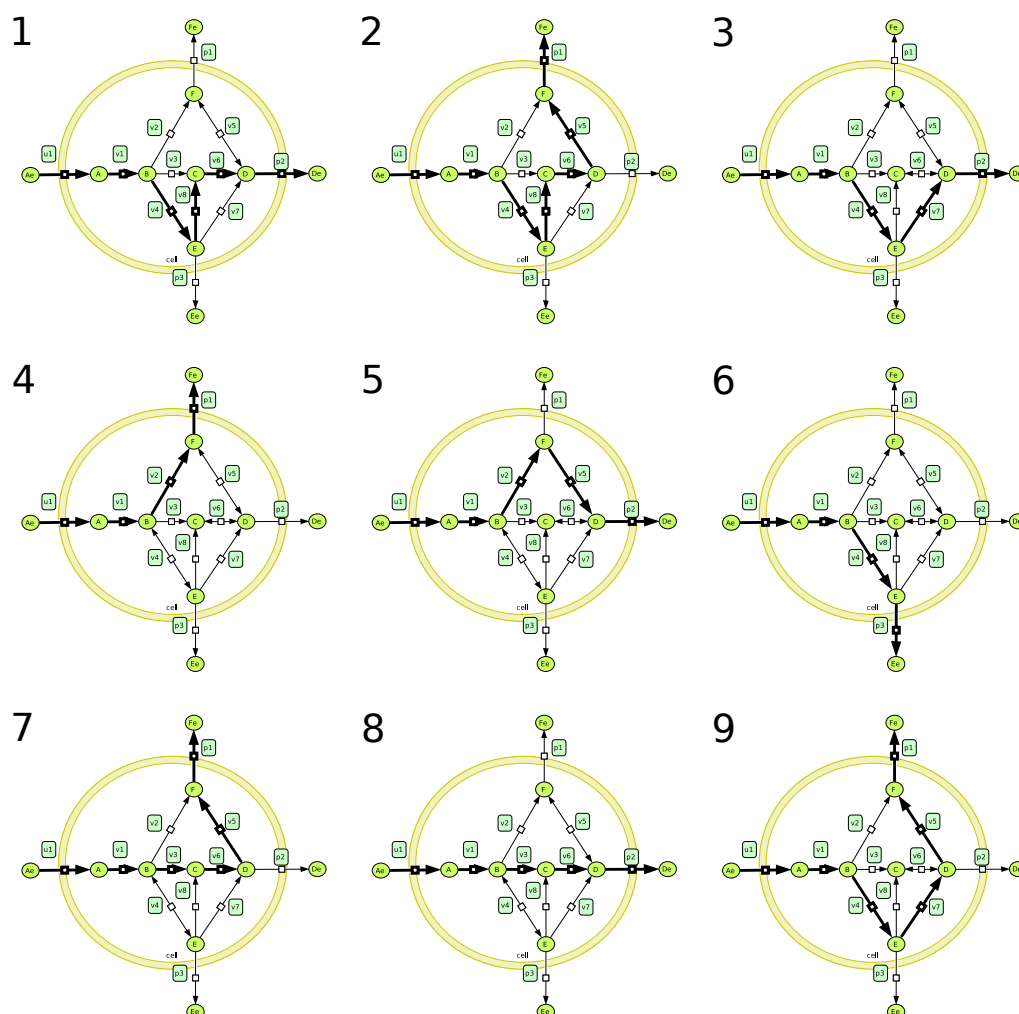 1 2 3
Fe Fe Fe
p1 p1 p1
F F F
v2 v5 v2 v5 v2 v5
u1 v1 v3 v6 p2 u1 v1 v3 v6 p2 u1 v1 v3 v6 p2
Ae A B C D De Ae A B C D De Ae A B C D De
v4 v8 v7 v4 v8 v7 v4 v8 v7
E E E
cell cell cell
p3 p3 p3
Ee Ee Ee
4 5 6
Fe Fe Fe
p1 p1 p1
F F F
v2 v5 v2 v5 v2 v5
u1 v1 v3 v6 p2 u1 v1 v3 v6 p2 u1 v1 v3 v6 p2
Ae A B C D De Ae A B C D De Ae A B C D De
v4 v8 v7 v4 v8 v7 v4 v8 v7
E E E
cell cell cell
p3 p3 p3
Ee Ee Ee
7 8 9
Fe Fe Fe
p1 p1 p1
F F F
v2 v5 v2 v5 v2 v5
u1 v1 v3 v6 p2 u1 v1 v3 v6 p2 u1 v1 v3 v6 p2
Ae A B C D De Ae A B C D De Ae A B C D De
v4 v8 v7 v4 v8 v7 v4 v8 v7
E E E
cell cell cell
p3 p3 p3
Ee Ee Ee